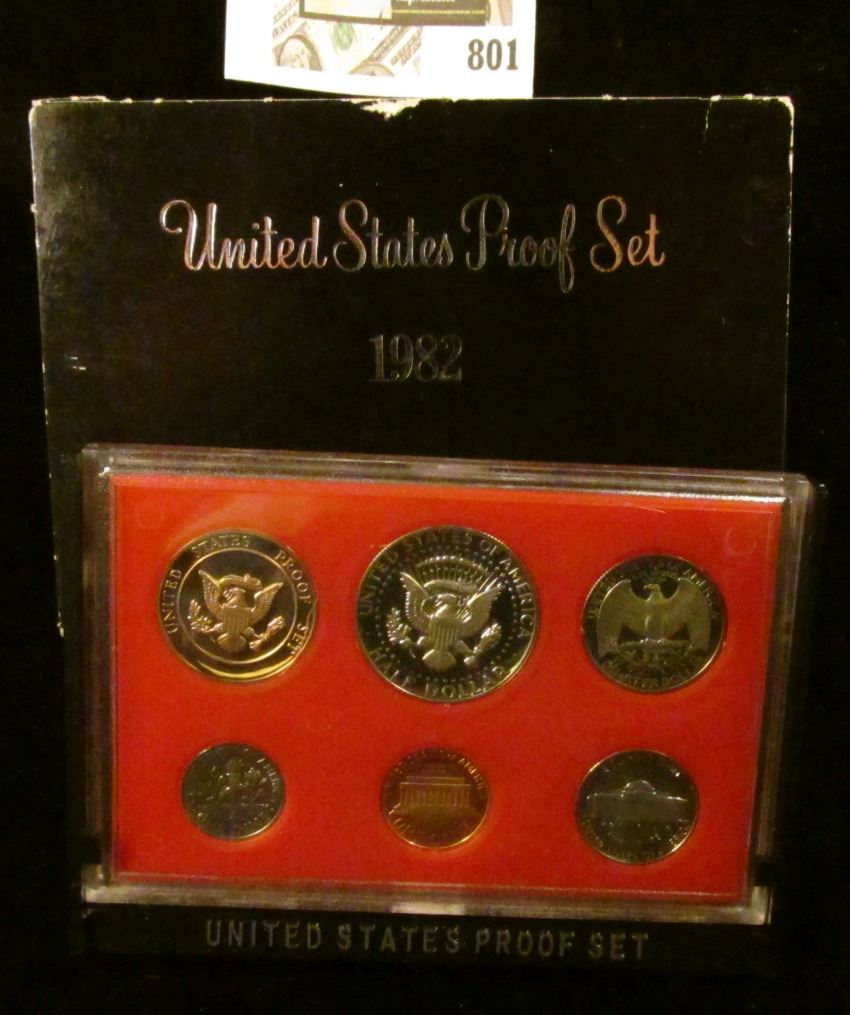 801
United States Proof Set
1982
UNITED STATES PROOF SET
UNITED STATES OF AMERICA
HALF DOLLAR
QUARTER DOLLAR
UNITED STATES PROOF SET